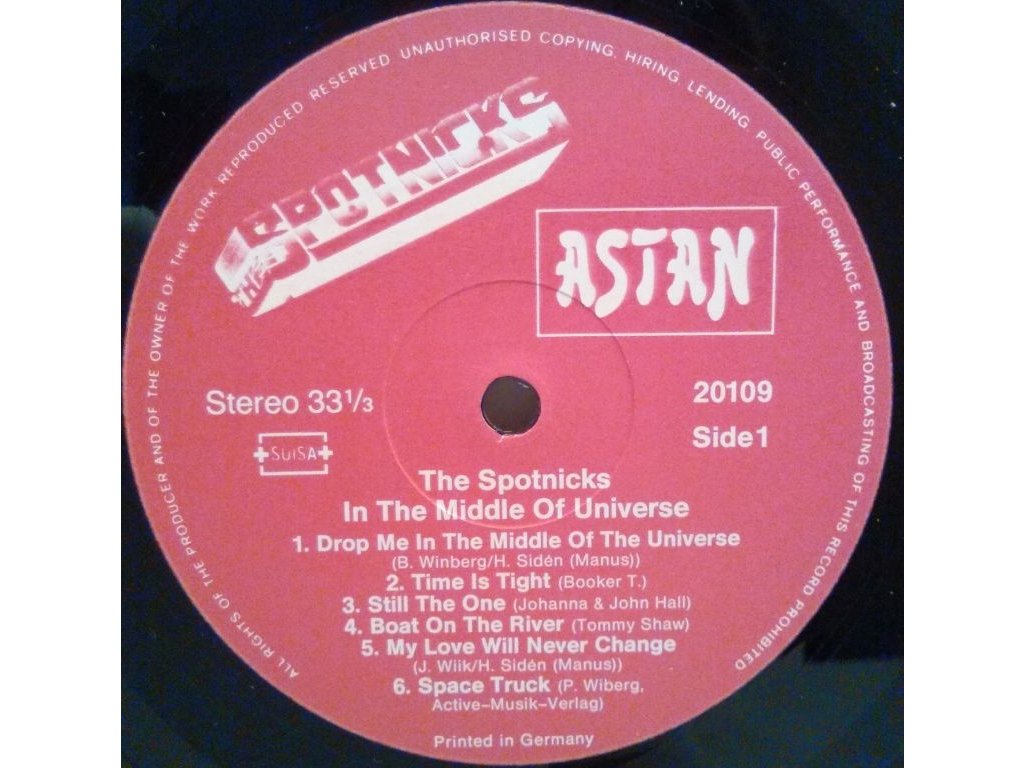 ALL RIGHTS OF THE PRODUCER AND OF THE OWNER OF THE WORK REPRODUCED RESERVED UNAUTHORISED COPYING, HIRING, LENDING, PUBLIC PERFORMANCE AND BROADCASTING OF THIS RECORD PROHIBITED
THE SPOTNICKS
ASTAN
Stereo 33⅓
20109
SUISA
Side1
The Spotnicks
In The Middle Of Universe
1. Drop Me In The Middle Of The Universe
(B. Winberg/H. Sidén (Manus))
2. Time Is Tight (Booker T.)
3. Still The One (Johanna & John Hall)
4. Boat On The River (Tommy Shaw)
5. My Love Will Never Change
(J. Wiik/H. Sidén (Manus))
6. Space Truck (P. Wiberg,
Active-Musik-Verlag)
Printed in Germany